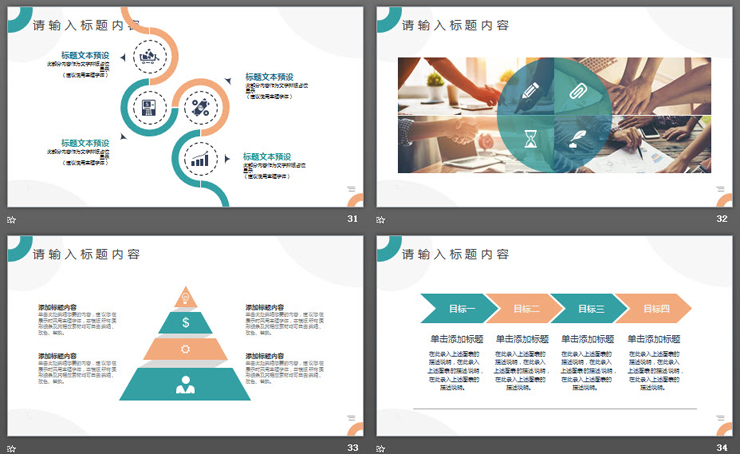 请输入标题内容
标题文本预设
此部分内容作为文字排版占位
显示
（建议使用主题字体）
标题文本预设
此部分内容作为文字排版占位
显示
（建议使用主题字体）
标题文本预设
此部分内容作为文字排版占位
显示
（建议使用主题字体）
标题文本预设
此部分内容作为文字排版占位
显示
（建议使用主题字体）
31
请输入标题内容
32
请输入标题内容
添加标题内容
添加标题内容
添加标题内容
添加标题内容
$
33
请输入标题内容
目标一
目标二
目标三
目标四
单击添加标题
单击添加标题
单击添加标题
单击添加标题
在此录入上述图表的
描述说明，在此录入
上述图表的描述说明，
在此录入上述图表的
描述说明。
在此录入上述图表的
描述说明，在此录入
上述图表的描述说明，
在此录入上述图表的
描述说明。
在此录入上述图表的
描述说明，在此录入
上述图表的描述说明，
在此录入上述图表的
描述说明。
在此录入上述图表的
描述说明，在此录入
上述图表的描述说明，
在此录入上述图表的
描述说明。
34